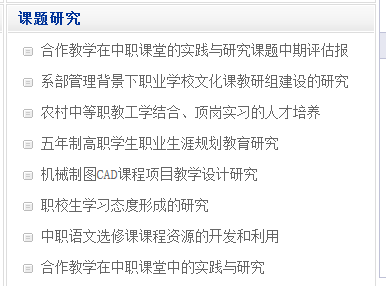 课题研究
合作教学在中职课堂的实践与研究课题中期评估报
系部管理背景下职业学校文化课教研组建设的研究
农村中等职教工学结合、顶岗实习的人才培养
五年制高职学生职业生涯规划教育研究
机械制图CAD课程项目教学设计研究
职校生学习态度形成的研究
中职语文选修课课程资源的开发和利用
合作教学在中职课堂中的实践与研究